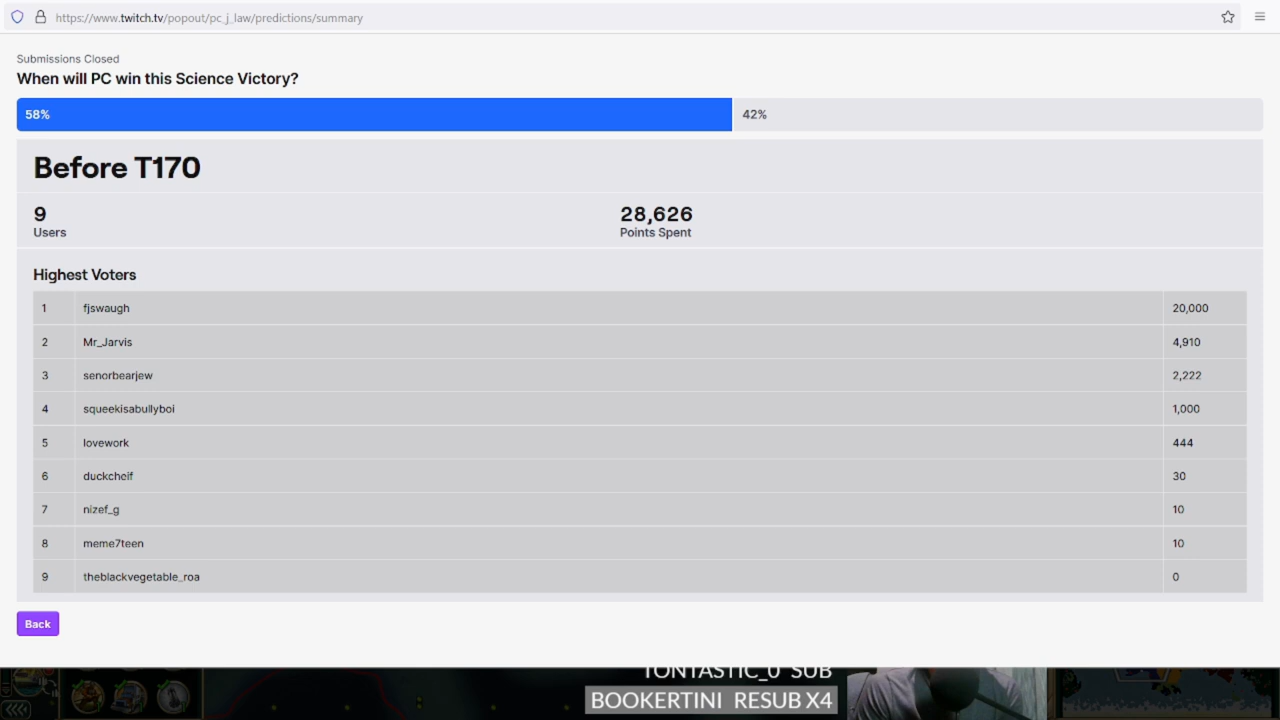 https://www.twitch.tv/popout/pc_j_law/predictions/summary
Submissions Closed
When will PC win this Science Victory?
58%
42%
Before T170
9
Users
28,626
Points Spent
Highest Voters
1 fjswaugh 20,000
2 Mr_Jarvis 4,910
3 senorbearjew 2,222
4 squeekisabullyboi 1,000
5 lovework 444
6 duckcheif 30
7 nizef_g 10
8 meme7teen 10
9 theblackvegetable_roa 0
Back
TONTASTIC_0 SUB
BOOKERTINI RESUB X4